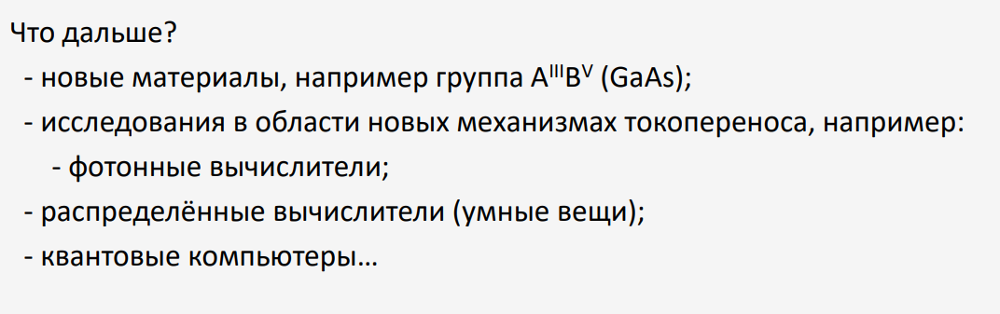 Что дальше?
- новые материалы, например группа AᴵᴵᴵBⱽ (GaAs);
- исследования в области новых механизмах токопереноса, например:
- фотонные вычислители;
- распределённые вычислители (умные вещи);
- квантовые компьютеры...